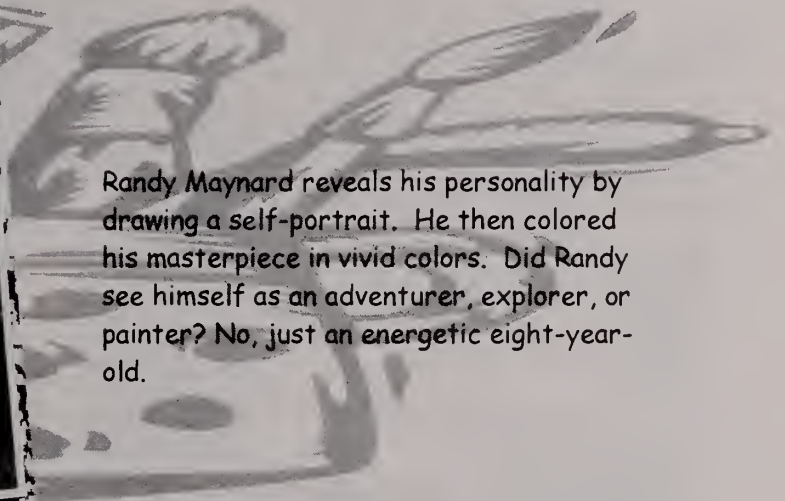 Randy Maynard reveals his personality by
drawing a self-portrait. He then colored
his masterpiece in vivid colors. Did Randy
see himself as an adventurer, explorer, or
painter? No, just an energetic eight-year-
old.